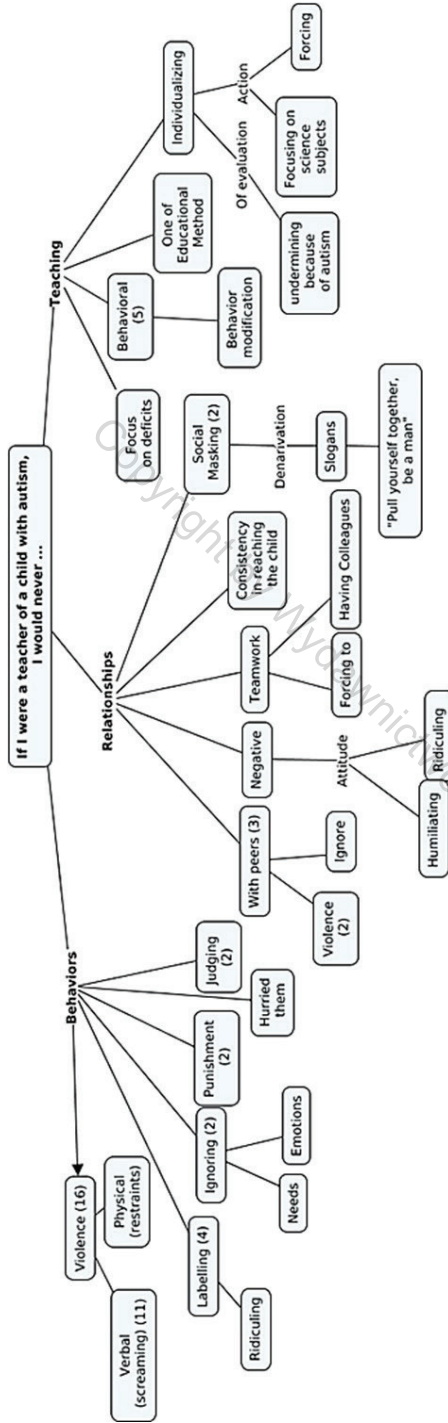 If I were a teacher of a child with autism,
I would never ...
Behaviors
Relationships
Teaching
Violence (16)
Verbal
(screaming) (11)
Physical
(restraints)
Labelling (4)
Ridiculing
Ignoring (2)
Needs
Emotions
Punishment
(2)
Hurried
them
Judging
(2)
With peers (3)
Violence
(2)
Ignore
Negative
Attitude
Humiliating
Ridiculing
Teamwork
Forcing to
Having Colleagues
Consistency
in reaching
the child
Social
Masking (2)
Denarivation
Slogans
"Pull yourself together,
be a man"
Focus
on deficits
Behavioral
(5)
Behavior
modification
One of
Educational
Method
Individualizing
Of evaluation
undermining
because
of autism
Action
Focusing on
science
subjects
Forcing
Copyright by Wydawnictwo